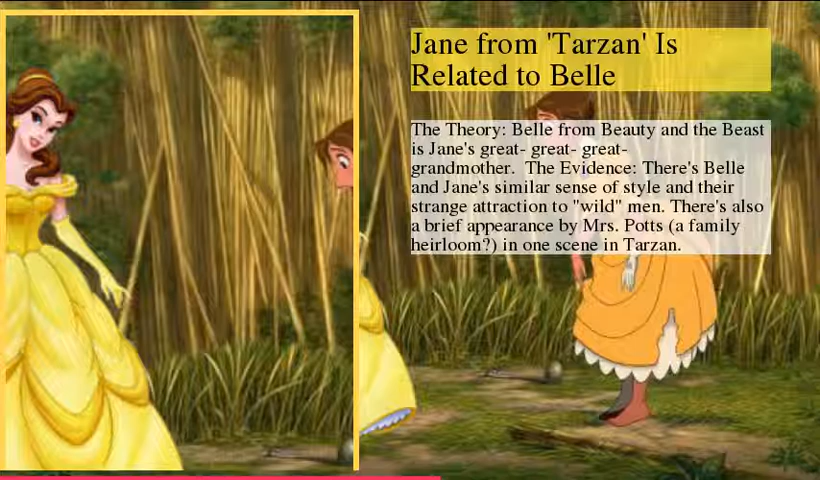 Jane from 'Tarzan' Is
Related to Belle
The Theory: Belle from Beauty and the Beast
is Jane's great- great- great-
grandmother.  The Evidence: There's Belle
and Jane's similar sense of style and their
strange attraction to "wild" men. There's also
a brief appearance by Mrs. Potts (a family
heirloom?) in one scene in Tarzan.